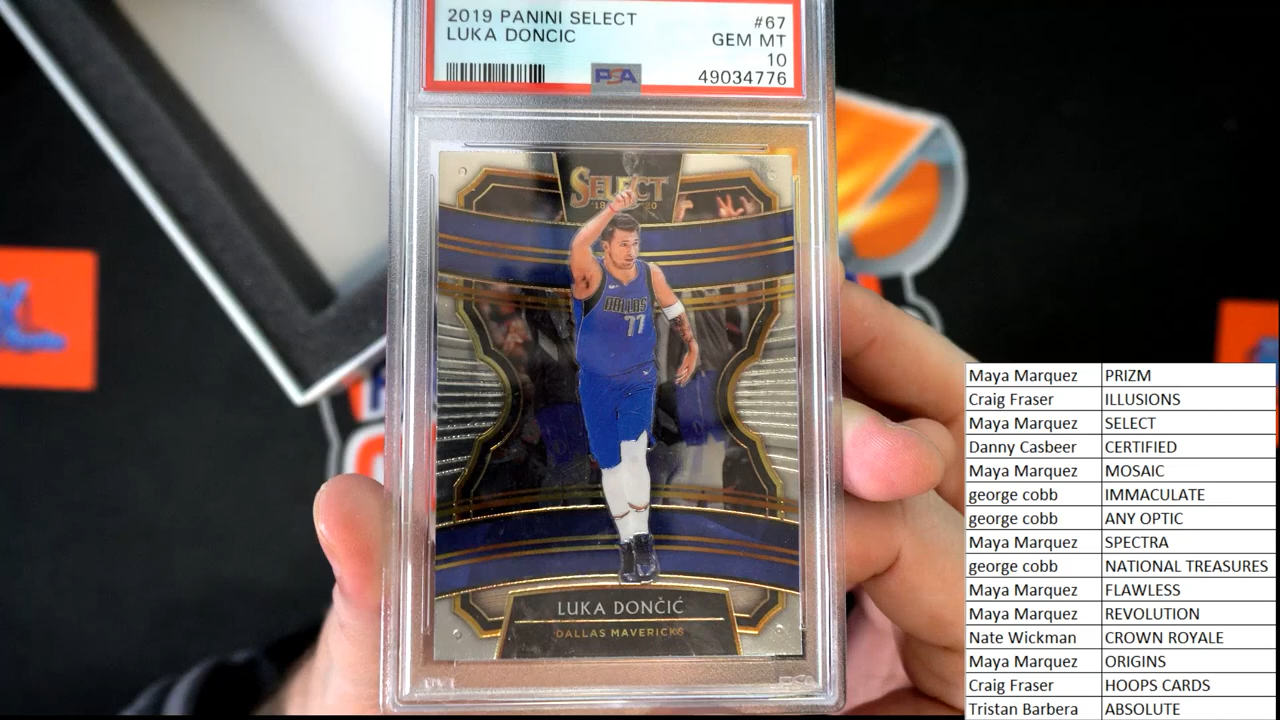 2019 PANINI SELECT
#67
LUKA DONCIC
GEM MT
10
PSA
49034776
SELECT
DALLAS
77
LUKA DONČIĆ
DALLAS MAVERICKS
Maya Marquez PRIZM
Craig Fraser ILLUSIONS
Maya Marquez SELECT
Danny Casbeer CERTIFIED
Maya Marquez MOSAIC
george cobb IMMACULATE
george cobb ANY OPTIC
Maya Marquez SPECTRA
george cobb NATIONAL TREASURES
Maya Marquez FLAWLESS
Maya Marquez REVOLUTION
Nate Wickman CROWN ROYALE
Maya Marquez ORIGINS
Craig Fraser HOOPS CARDS
Tristan Barbera ABSOLUTE